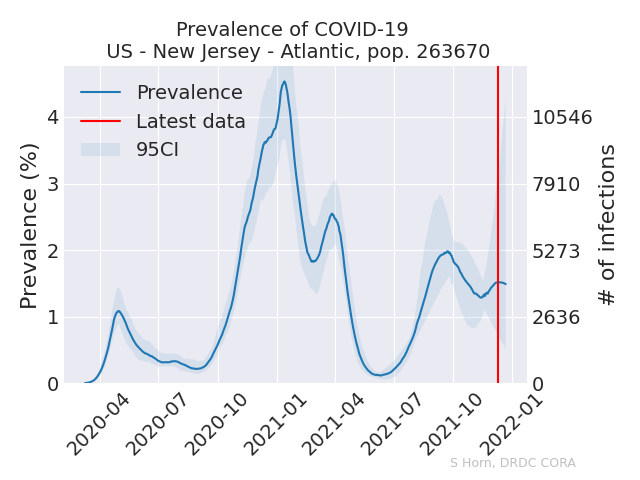 Prevalence of COVID-19
US - New Jersey - Atlantic, pop. 263670
Prevalence
Latest data
95CI
Prevalence (%)
4
3
2
1
0
10546
7910
5273
2636
0
# of infections
2020-04
2020-07
2020-10
2021-01
2021-04
2021-07
2021-10
2022-01
S Horn, DRDC CORA